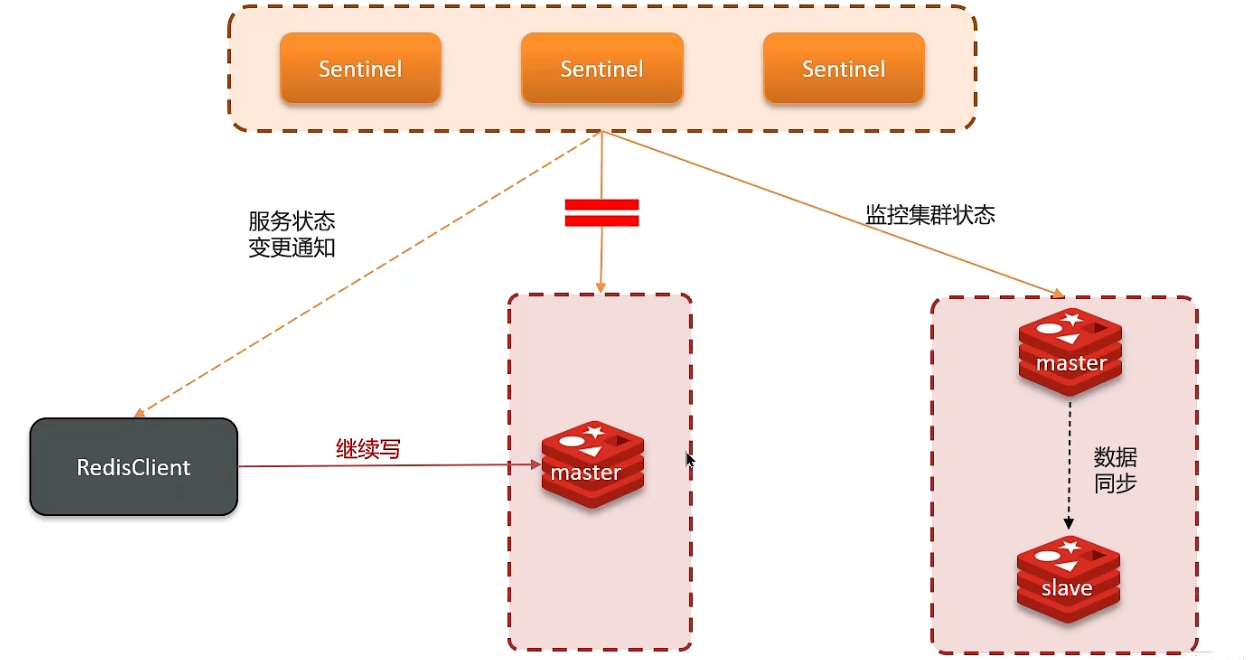 Sentinel
Sentinel
Sentinel
服务状态
变更通知
监控集群状态
RedisClient
继续写
master
master
数据
同步
slave